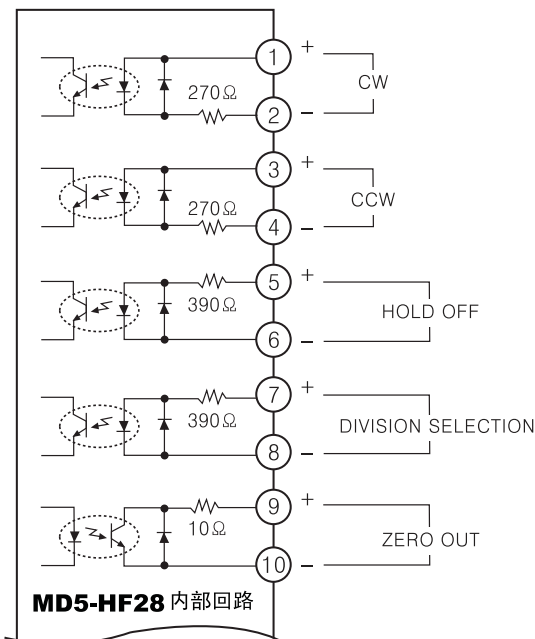 1 +
CW
270Ω
2 −
3 +
CCW
270Ω
4 −
5 +
390Ω
HOLD OFF
6 −
7 +
390Ω
DIVISION SELECTION
8 −
9 +
10Ω
ZERO OUT
10 −
MD5-HF28 内部回路